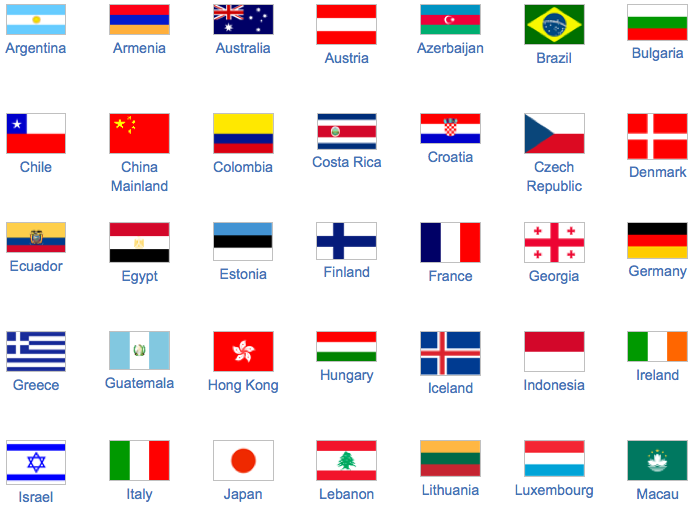 Argentina
Armenia
Australia
Austria
Azerbaijan
Brazil
Bulgaria
Chile
China
Mainland
Colombia
Costa Rica
Croatia
Czech
Republic
Denmark
Ecuador
Egypt
Estonia
Finland
France
Georgia
Germany
Greece
Guatemala
Hong Kong
Hungary
Iceland
Indonesia
Ireland
Israel
Italy
Japan
Lebanon
Lithuania
Luxembourg
Macau